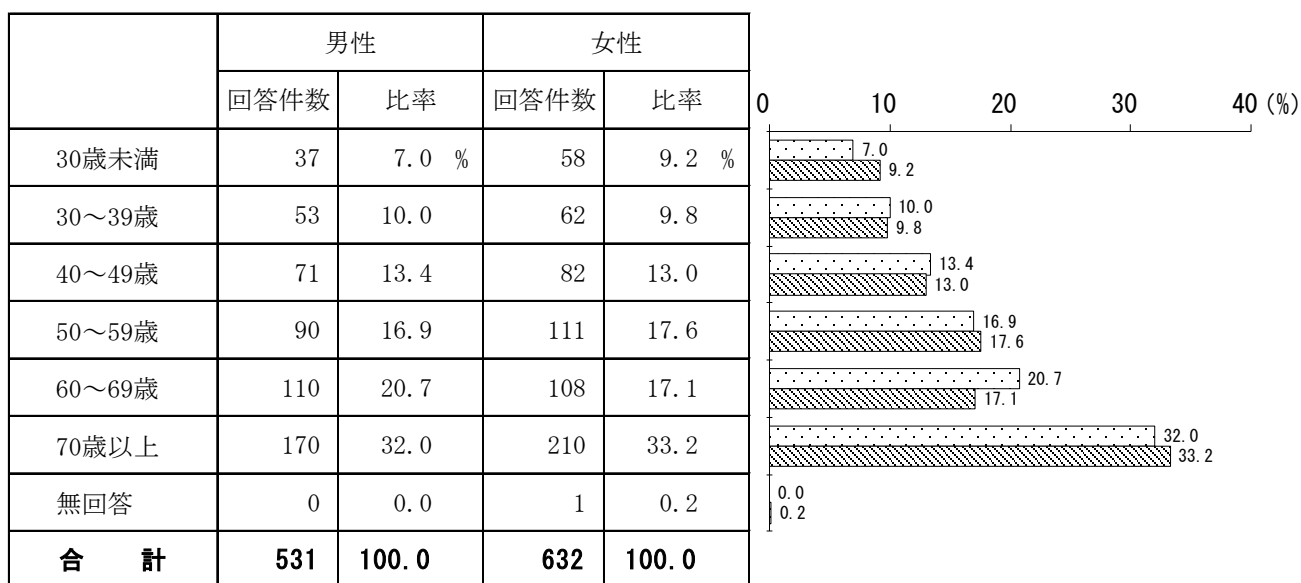 男性 女性
回答件数 比率 回答件数 比率
30歳未満 37 7.0 % 58 9.2 %
30～39歳 53 10.0 62 9.8
40～49歳 71 13.4 82 13.0
50～59歳 90 16.9 111 17.6
60～69歳 110 20.7 108 17.1
70歳以上 170 32.0 210 33.2
無回答 0 0.0 1 0.2
合 計 531 100.0 632 100.0
0 10 20 30 40 (%)
7.0
9.2
10.0
9.8
13.4
13.0
16.9
17.6
20.7
17.1
32.0
33.2
0.0
0.2